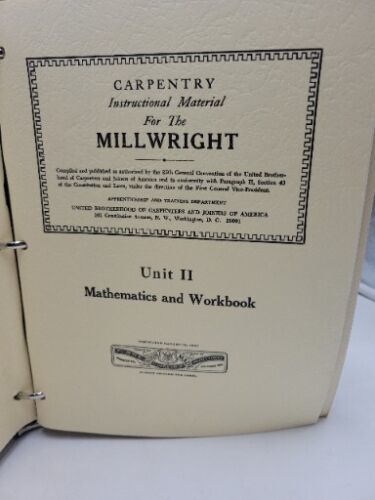 CARPENTRY
Instructional Material
For the
MILLWRIGHT
Compiled and published as authorized by the 25th General Convention of the United Brother-
hood of Carpenters and Joiners of America and in conformity with Paragraph II, Section 43
of the Constitution and Laws, under the direction of the First General Vice-President.
APPRENTICESHIP AND TRAINING DEPARTMENT
UNITED BROTHERHOOD OF CARPENTERS AND JOINERS OF AMERICA
101 Constitution Avenue, N. W., Washington, D. C. 20001
Unit II
Mathematics and Workbook